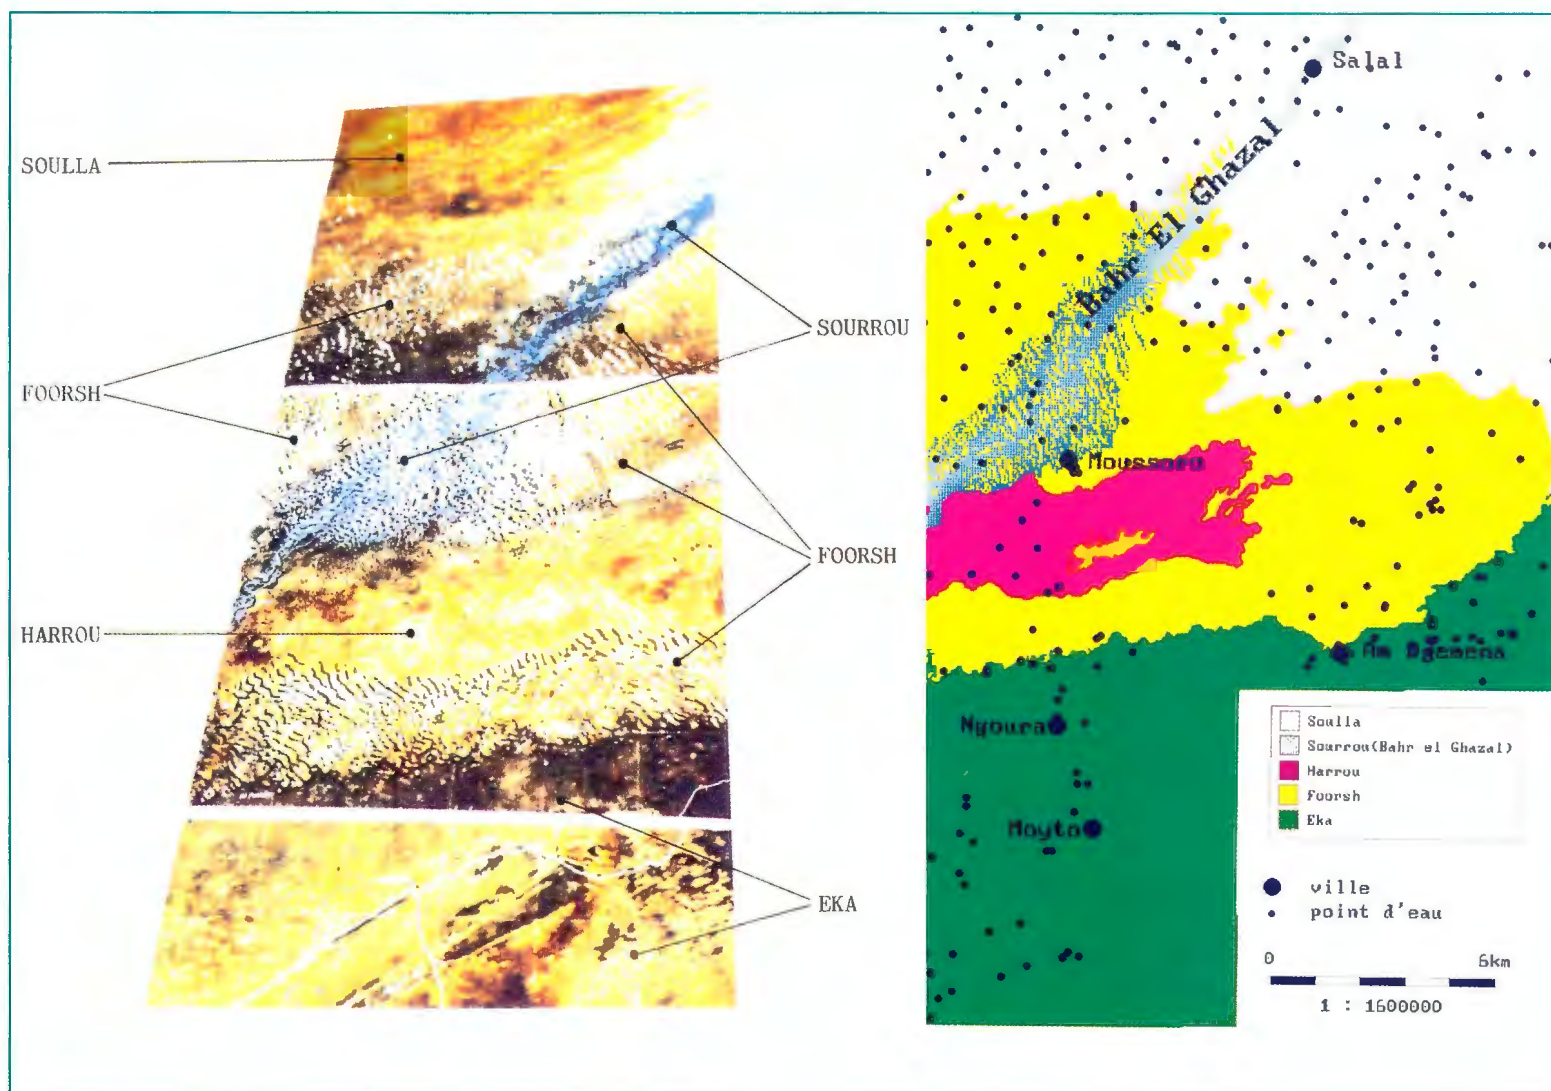 SOULLA
FOORSH
HARROU
SOURROU
FOORSH
EKA
Salal
Bahr El Ghazal
Moussoro
Am Djemena
Ngoura
Moyto
Soulla
Sourrou(Bahr el Ghazal)
Harrou
Foorsh
Eka
ville
point d'eau
0 6km
1 : 1600000